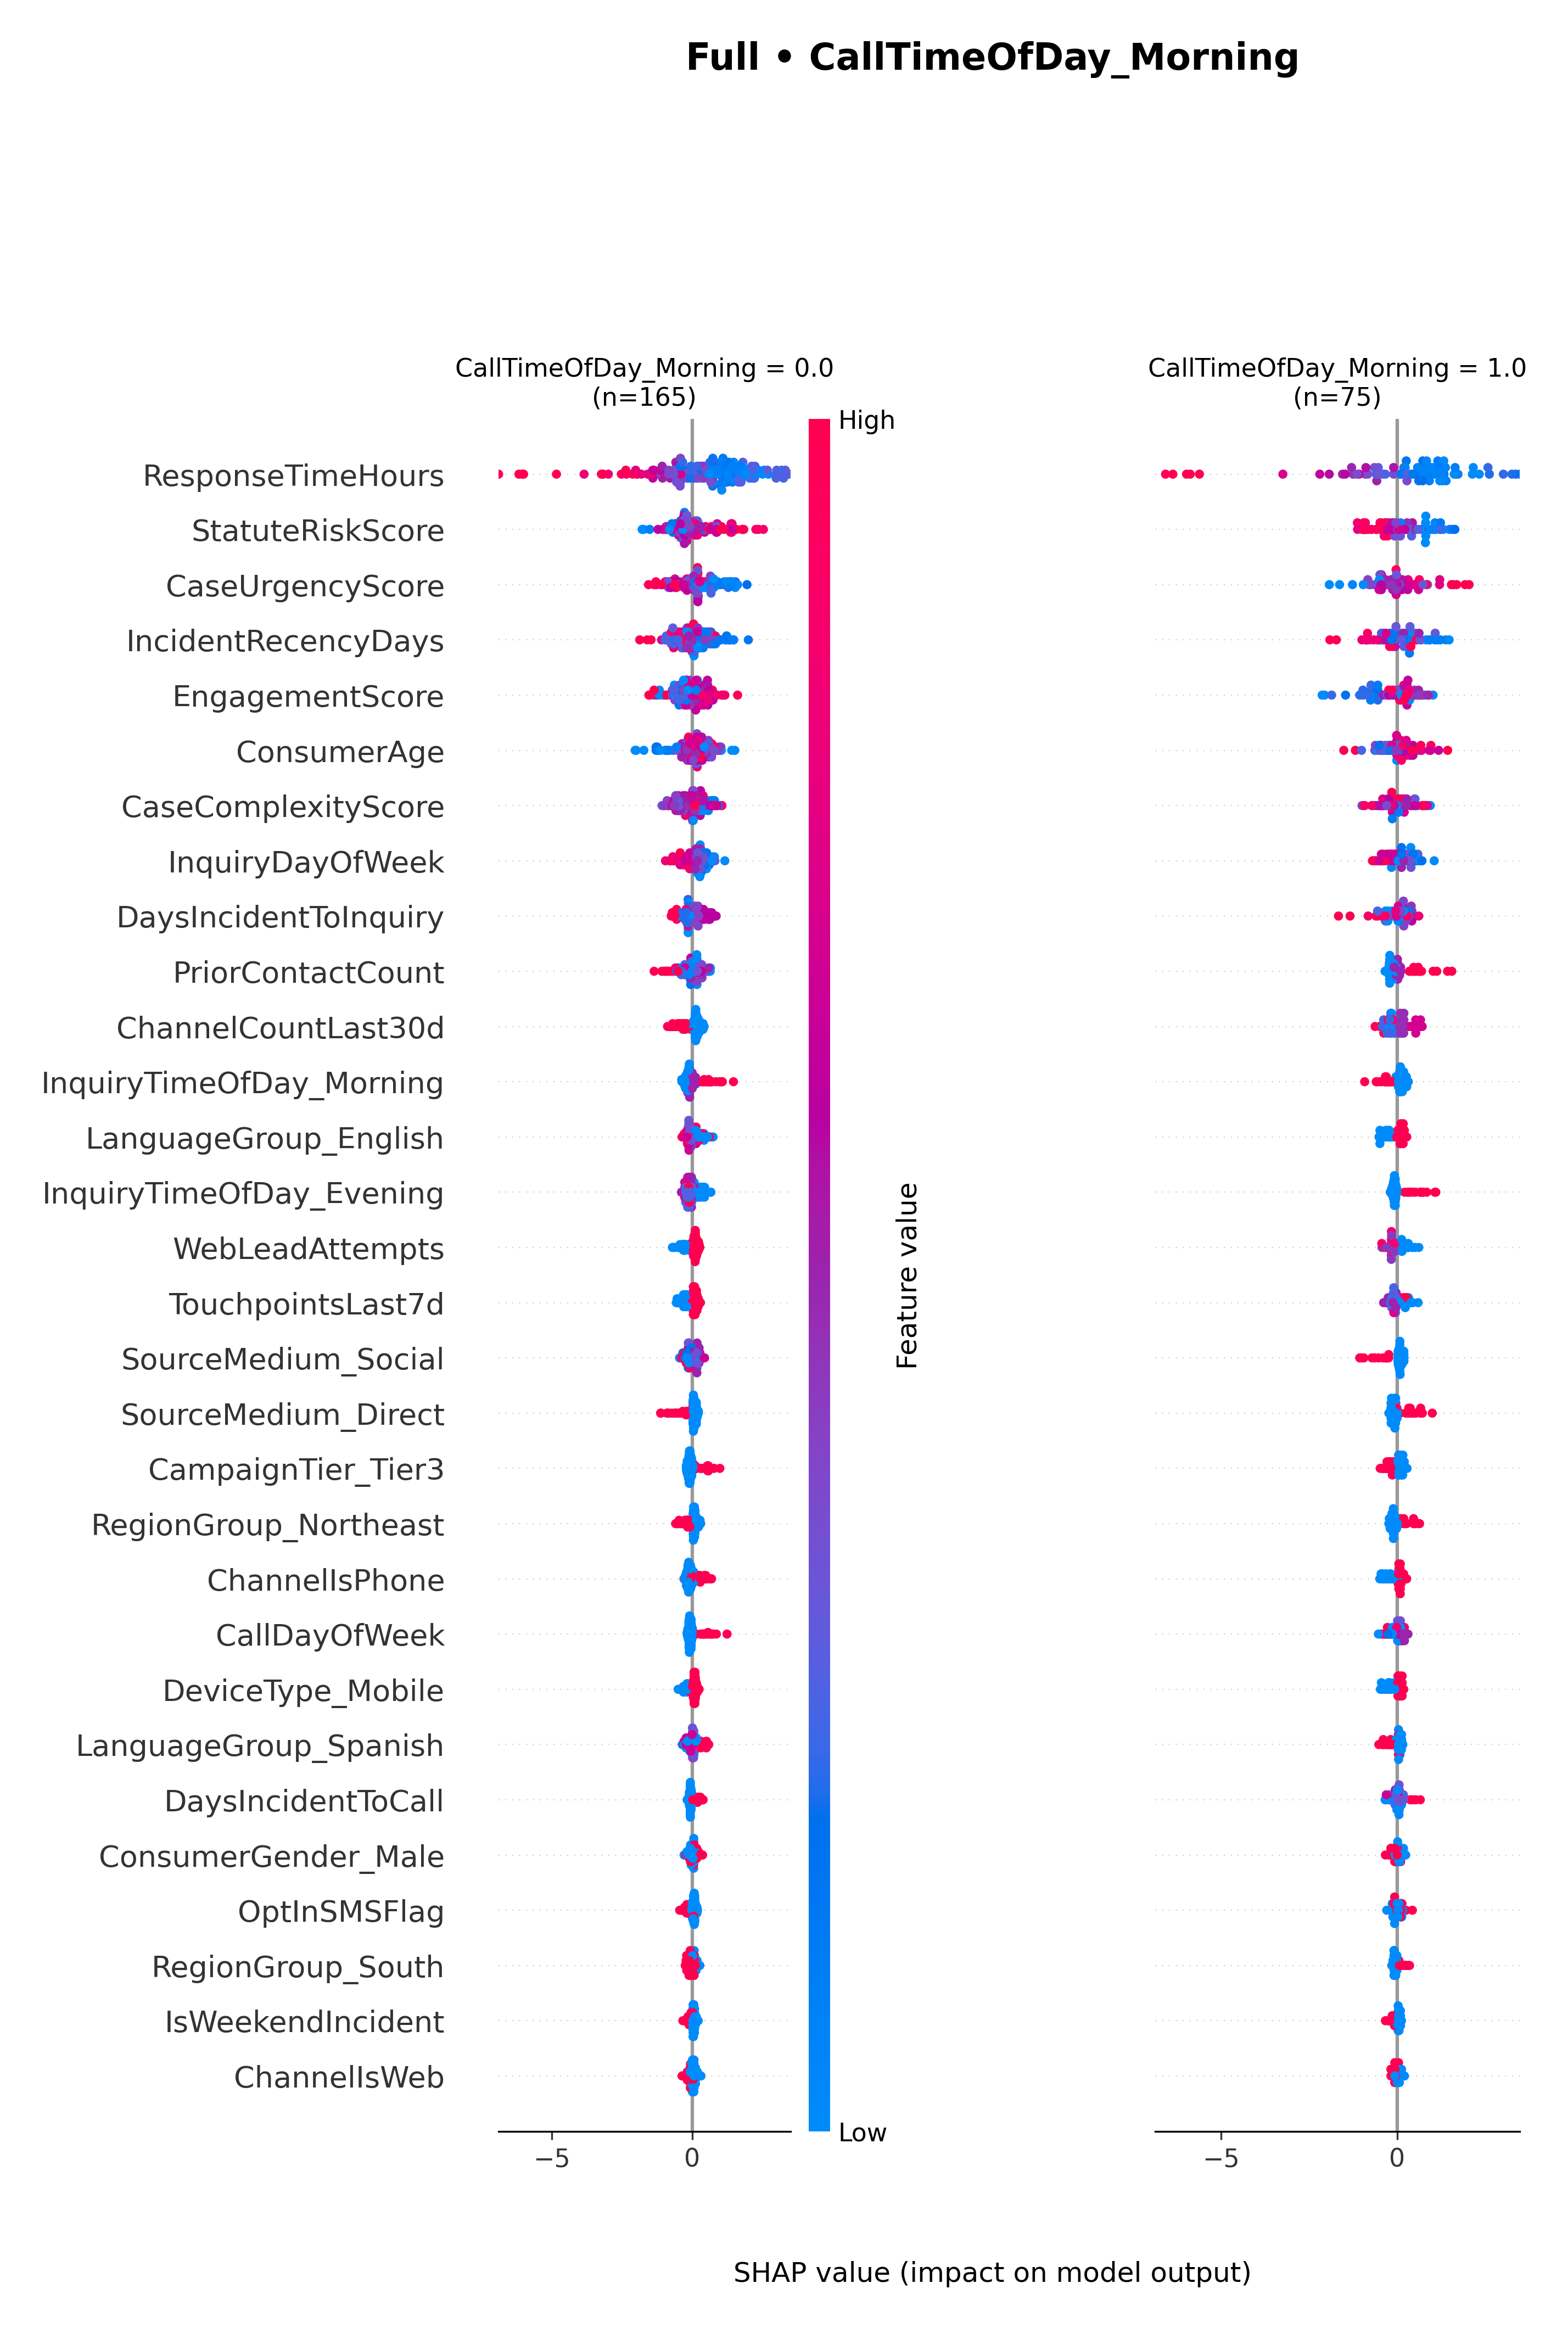 Full • CallTimeOfDay_Morning
CallTimeOfDay_Morning = 0.0
(n=165)
CallTimeOfDay_Morning = 1.0
(n=75)
High
ResponseTimeHours
StatuteRiskScore
CaseUrgencyScore
IncidentRecencyDays
EngagementScore
ConsumerAge
CaseComplexityScore
InquiryDayOfWeek
DaysIncidentToInquiry
PriorContactCount
ChannelCountLast30d
InquiryTimeOfDay_Morning
LanguageGroup_English
InquiryTimeOfDay_Evening
WebLeadAttempts
TouchpointsLast7d
SourceMedium_Social
SourceMedium_Direct
CampaignTier_Tier3
RegionGroup_Northeast
ChannelIsPhone
CallDayOfWeek
DeviceType_Mobile
LanguageGroup_Spanish
DaysIncidentToCall
ConsumerGender_Male
OptInSMSFlag
RegionGroup_South
IsWeekendIncident
ChannelIsWeb
Feature value
Low
−5 0
−5 0
SHAP value (impact on model output)